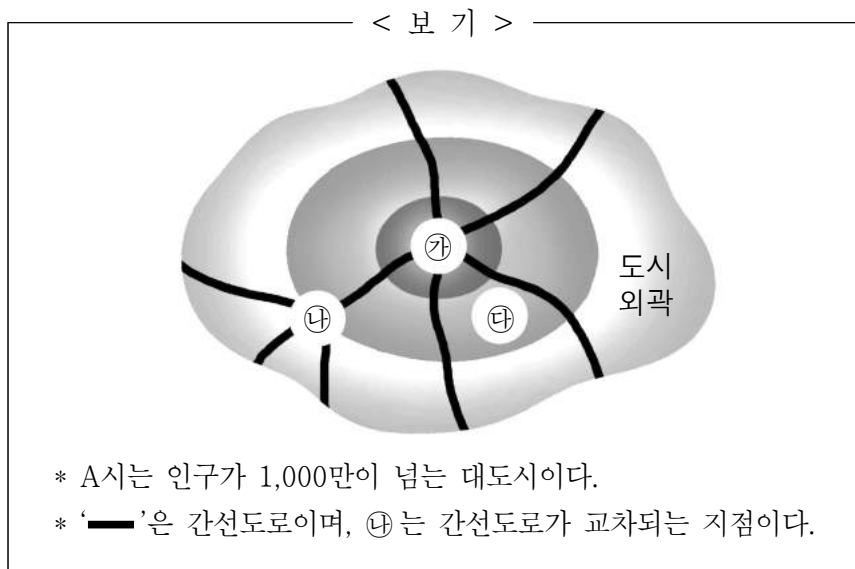 < 보 기 >
㉮
도시
외곽
㉯
㉰
* A시는 인구가 1,000만이 넘는 대도시이다.
* ‘━’은 간선도로이며, ㉯는 간선도로가 교차되는 지점이다.